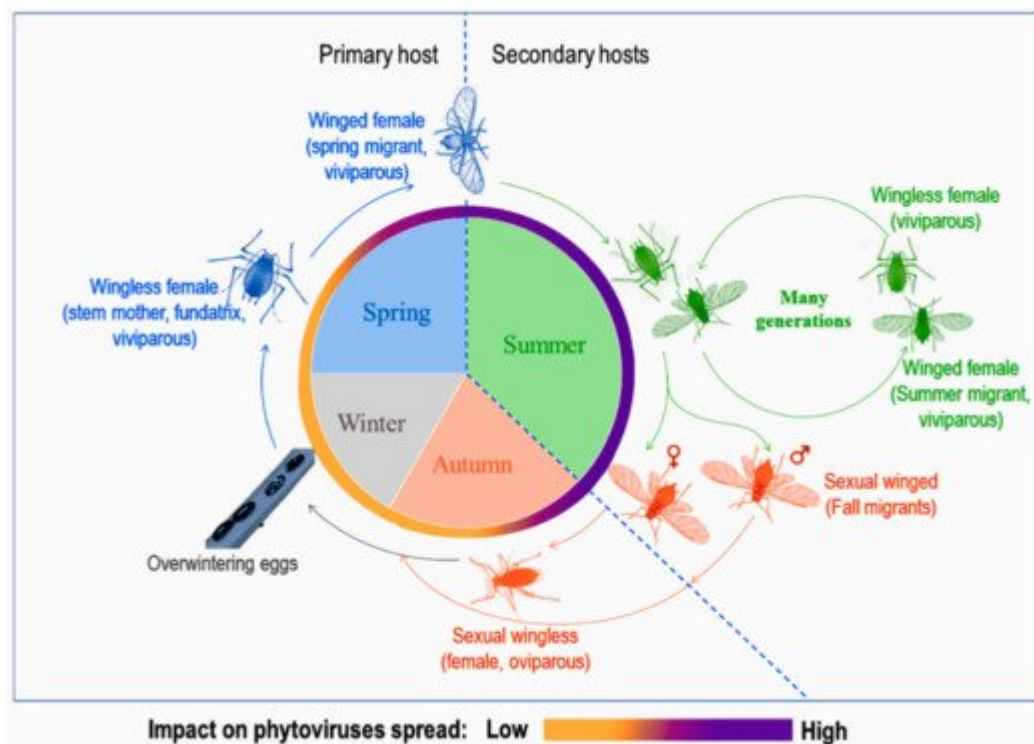 Primary host
Secondary hosts
Winged female
(spring migrant,
viviparous)
Wingless female
(viviparous)
Wingless female
(stem mother, fundatrix,
viviparous)
Spring
Summer
Many
generations
Winged female
(Summer migrant,
viviparous)
Winter
Autumn
♀
♂
Sexual winged
(Fall migrants)
Overwintering eggs
Sexual wingless
(female, oviparous)
Impact on phytoviruses spread: Low High